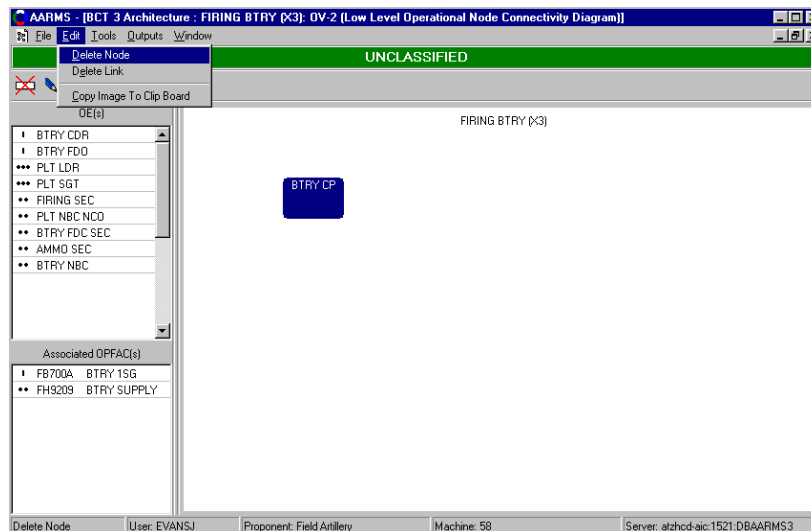 AARMS - [BCT 3 Architecture : FIRING BTRY (X3): OV-2 (Low Level Operational Node Connectivity Diagram)]
File Edit Tools Outputs Window
UNCLASSIFIED
Delete Node
Delete Link
Copy Image To Clip Board
OE(s)
BTRY CDR
BTRY FDO
PLT LDR
PLT SGT
FIRING SEC
PLT NBC NCO
BTRY FDC SEC
AMMO SEC
BTRY NBC
Associated OPFAC(s)
FB700A BTRY 1SG
FH9209 BTRY SUPPLY
FIRING BTRY (X3)
BTRY CP
Delete Node User: EVANSJ Proponent: Field Artillery Machine: 58 Server: atzhcd-aic:1521:DBAARMS3